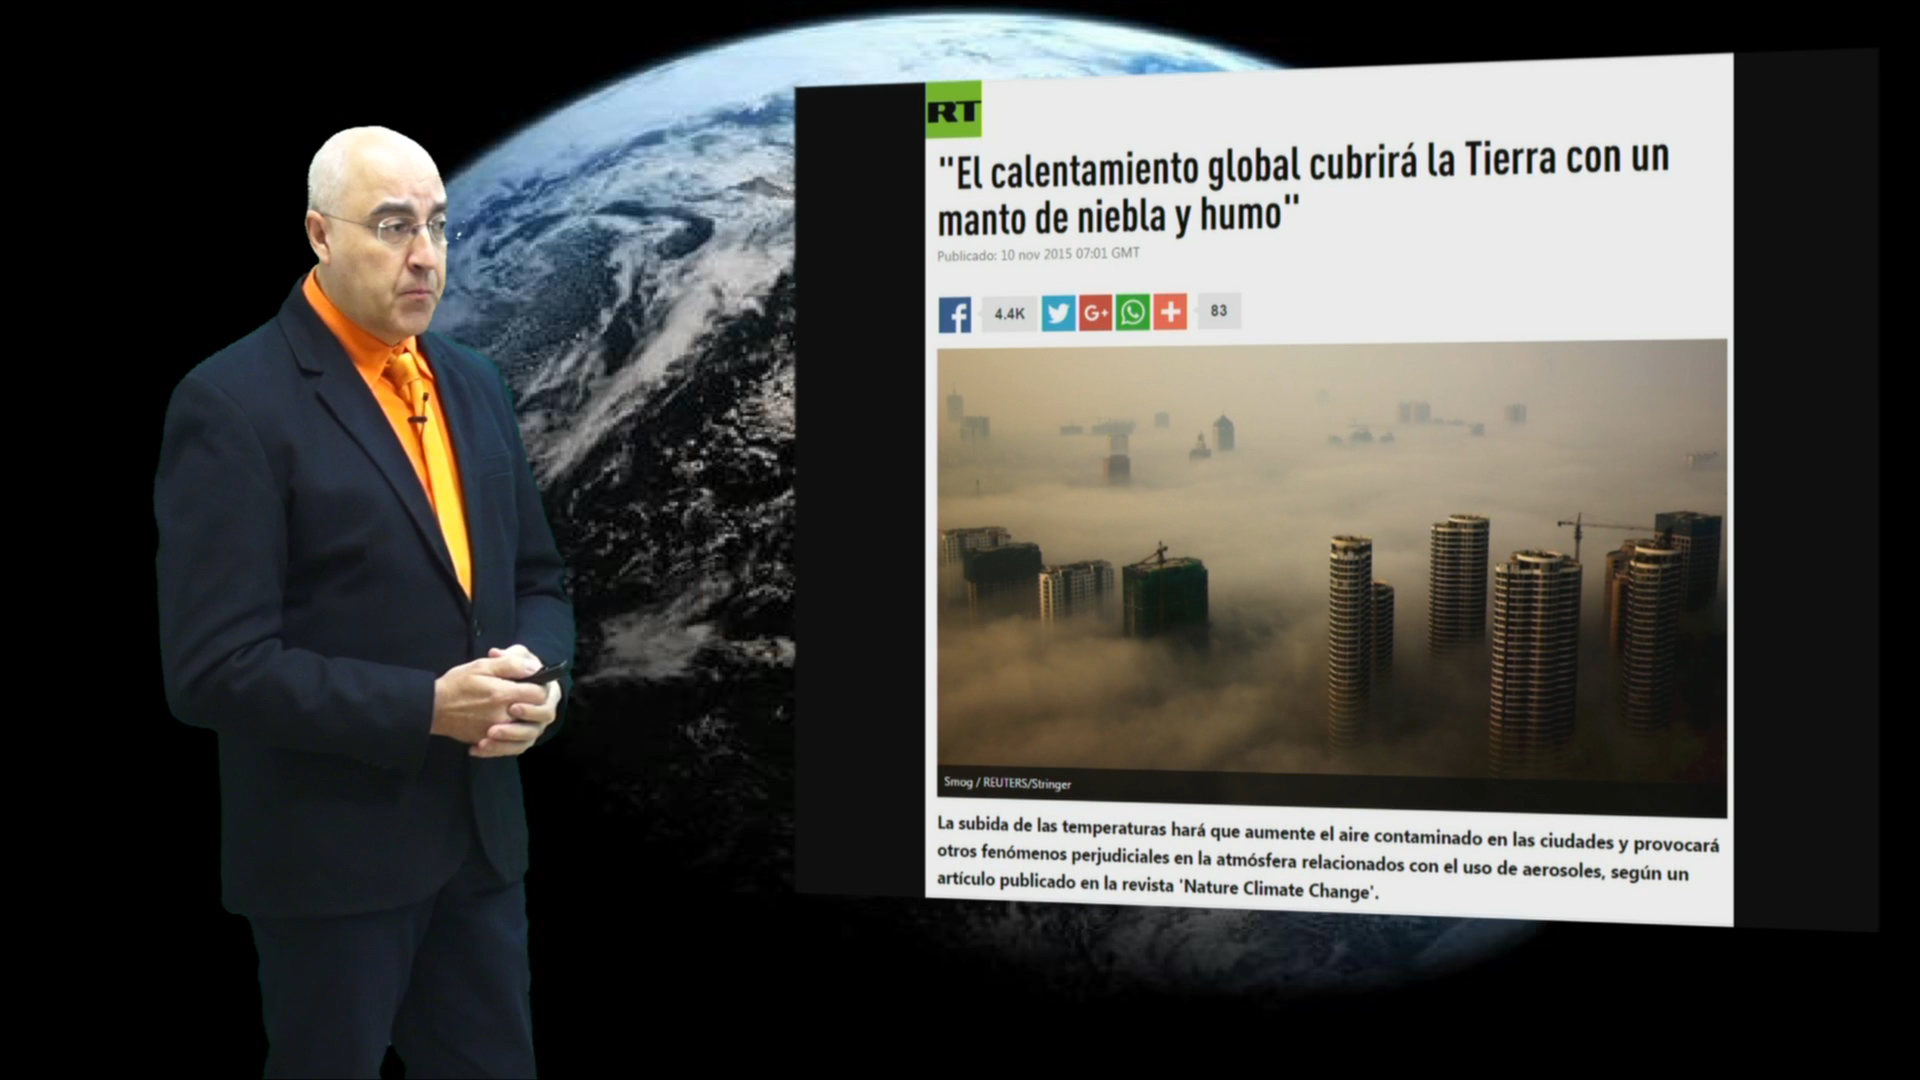 RT
"El calentamiento global cubrirá la Tierra con un
manto de niebla y humo"
Publicado: 10 nov 2015 07:01 GMT
4.4K
G+
83
Smog / REUTERS/Stringer
La subida de las temperaturas hará que aumente el aire contaminado en las ciudades y provocará
otros fenómenos perjudiciales en la atmósfera relacionados con el uso de aerosoles, según un
artículo publicado en la revista 'Nature Climate Change'.